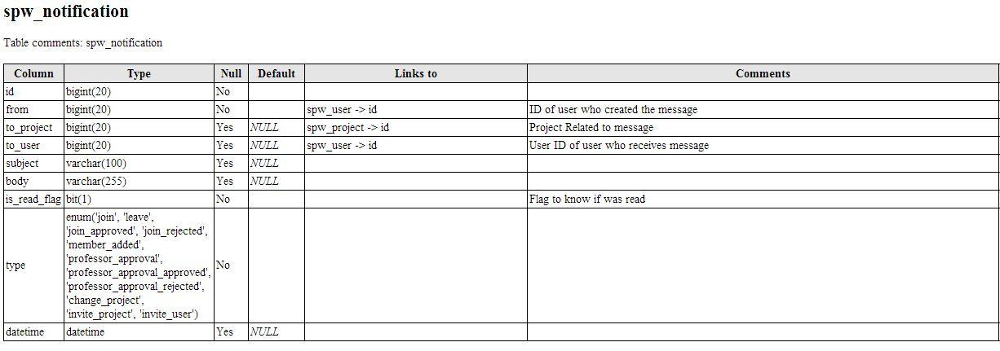 spw_notification
Table comments: spw_notification
Column Type Null Default Links to Comments
id bigint(20) No
from bigint(20) No spw_user -> id ID of user who created the message
to_project bigint(20) Yes NULL spw_project -> id Project Related to message
to_user bigint(20) Yes NULL spw_user -> id User ID of user who receives message
subject varchar(100) Yes NULL
body varchar(255) Yes NULL
is_read_flag bit(1) No Flag to know if was read
type enum('join', 'leave',
'join_approved', 'join_rejected',
'member_added',
'professor_approval',
'professor_approval_approved',
'professor_approval_rejected',
'change_project',
'invite_project', 'invite_user') No
datetime datetime Yes NULL